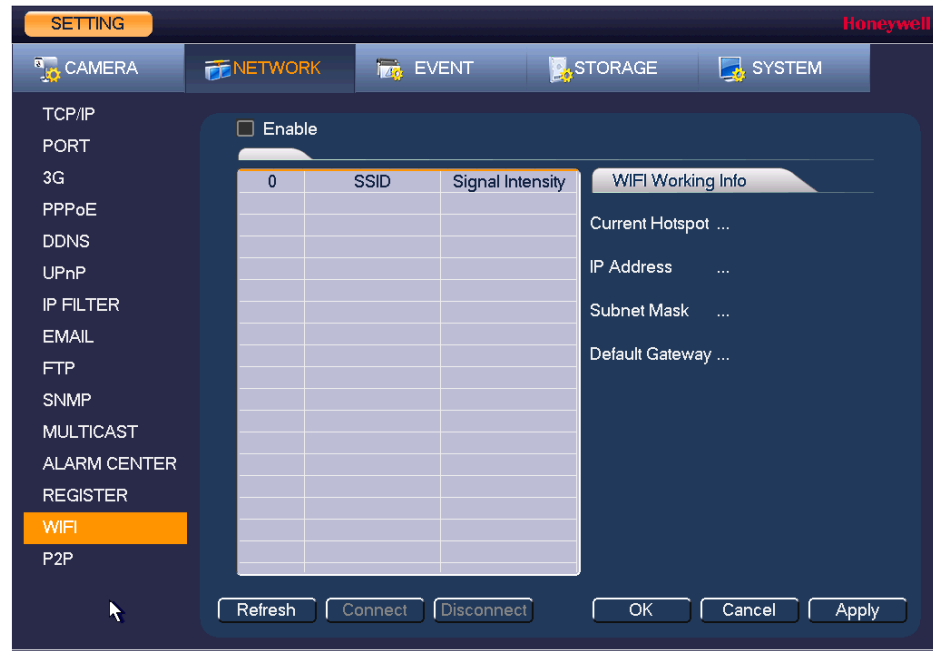 SETTING
Honeywell
CAMERA NETWORK EVENT STORAGE SYSTEM
TCP/IP
PORT
3G
PPPoE
DDNS
UPnP
IP FILTER
EMAIL
FTP
SNMP
MULTICAST
ALARM CENTER
REGISTER
WIFI
P2P
Enable
0 SSID Signal Intensity
WIFI Working Info
Current Hotspot ...
IP Address ...
Subnet Mask ...
Default Gateway ...
Refresh Connect Disconnect OK Cancel Apply